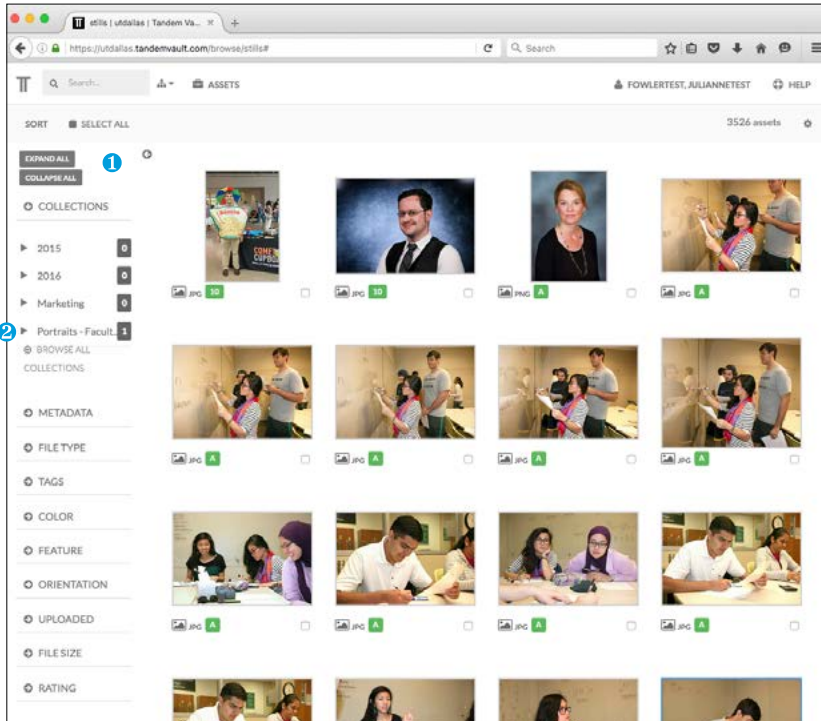 stills | utdallas | Tandem Va...
https://utdallas.tandemvault.com/browse/stills#
Search
Search...
ASSETS
FOWLERTEST, JULIANNETEST
HELP
SORT
SELECT ALL
3526 assets
EXPAND ALL
1
COLLAPSE ALL
COLLECTIONS
2015 0
2016 0
Marketing 0
2 Portraits - Facult.. 1
BROWSE ALL
COLLECTIONS
METADATA
FILE TYPE
TAGS
COLOR
FEATURE
ORIENTATION
UPLOADED
FILE SIZE
RATING
COMET
CUPBOARD
JPG 10
JPG 10
PNG A
JPG A
JPG A
JPG A
JPG A
JPG A
JPG A
JPG A
JPG A
JPG A